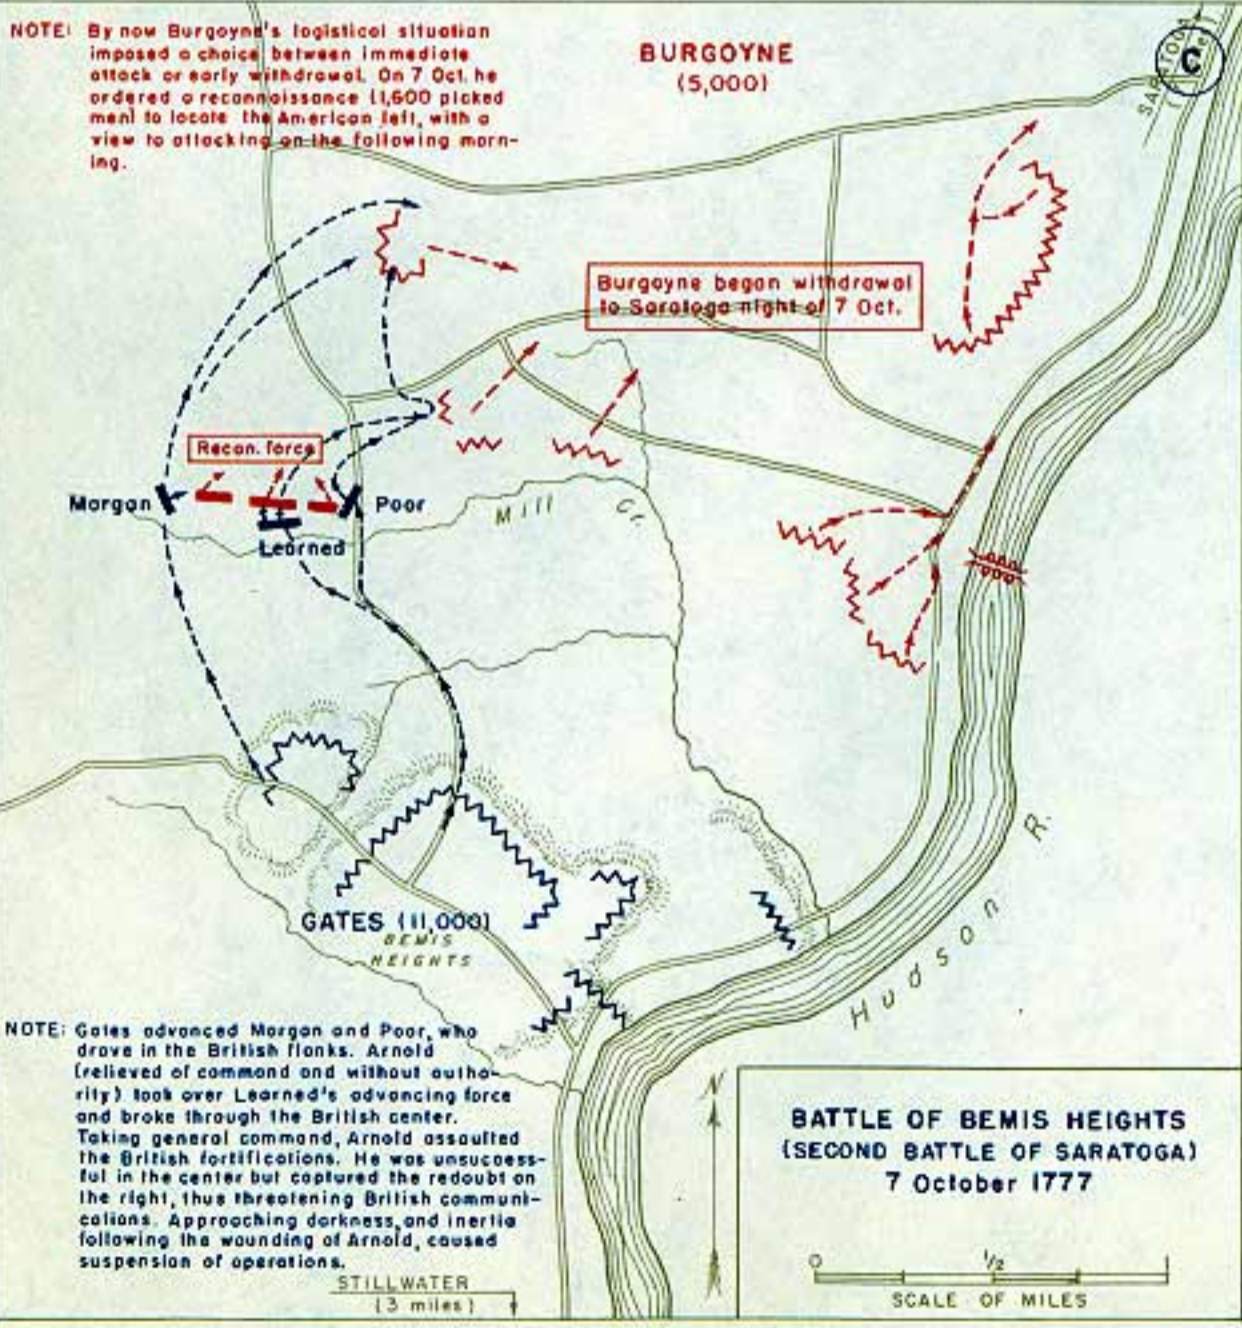 NOTE: By now Burgoyne's logistical situation
imposed a choice between immediate
attack or early withdrawal. On 7 Oct. he
ordered a reconnaissance (1,600 picked
men) to locate the American left, with a
view to attacking on the following morn-
ing.
BURGOYNE
(5,000)
C
Burgoyne began withdrawal
to Saratoga night of 7 Oct.
Recon. force
Morgan
Poor
Learned
Mill Cr.
GATES (11,000)
BEMIS
HEIGHTS
Hudson R.
NOTE: Gates advanced Morgan and Poor, who
drove in the British flanks. Arnold
(relieved of command and without autho-
rity) took over Learned's advancing force
and broke through the British center.
Taking general command, Arnold assaulted
the British fortifications. He was unsucess-
ful in the center but captured the redoubt on
the right, thus threatening British communi-
cations. Approaching darkness, and inertia
following the wounding of Arnold, caused
suspension of operations.
STILLWATER
(3 miles)
N
BATTLE OF BEMIS HEIGHTS
(SECOND BATTLE OF SARATOGA)
7 October 1777
0 1/2 1
SCALE OF MILES